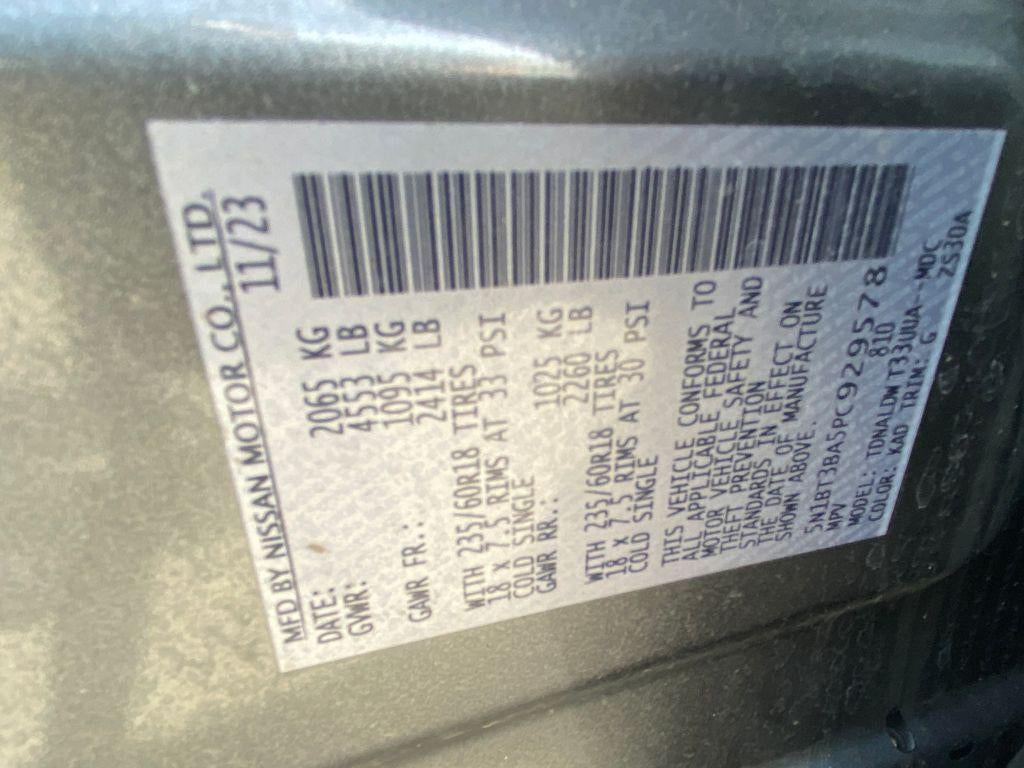 MFD BY NISSAN MOTOR CO., LTD.
DATE: 11/23
GVWR: 2065 KG
4553 LB
GAWR FR.: 1095 KG
2414 LB
WITH 235/60R18 TIRES
18 X 7.5 RIMS AT 33 PSI
COLD SINGLE
GAWR RR.: 1025 KG
2260 LB
WITH 235/60R18 TIRES
18 X 7.5 RIMS AT 30 PSI
COLD SINGLE
THIS VEHICLE CONFORMS TO
ALL APPLICABLE FEDERAL
MOTOR VEHICLE SAFETY AND
THEFT PREVENTION
STANDARDS IN EFFECT ON
THE DATE OF MANUFACTURE
SHOWN ABOVE.
5N1BT3BA5PC929578
MPV 810
MODEL: TDNALDWT33UUA--MDC
COLOR: KAD TRIM: G ZS30A